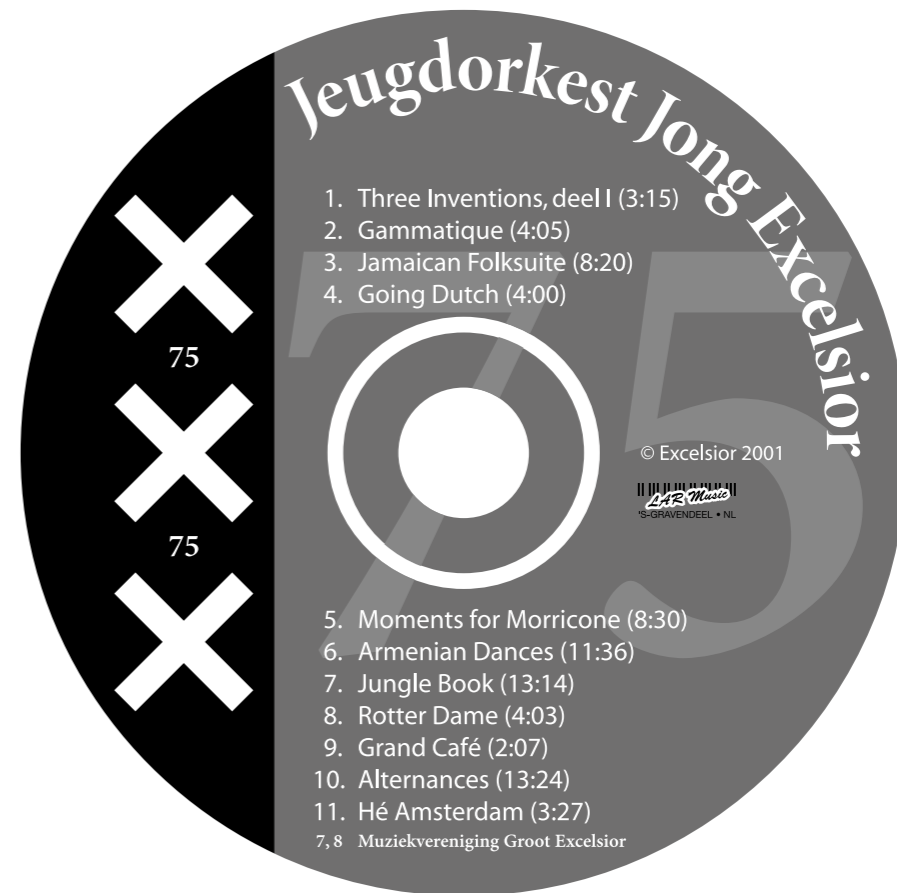 Jeugdorkest Jong Excelsior
1. Three Inventions, deel I (3:15)
2. Gammatique (4:05)
3. Jamaican Folksuite (8:20)
4. Going Dutch (4:00)
75
75
75
© Excelsior 2001
LAR Music
'S-GRAVENDEEL • NL
5. Moments for Morricone (8:30)
6. Armenian Dances (11:36)
7. Jungle Book (13:14)
8. Rotter Dame (4:03)
9. Grand Café (2:07)
10. Alternances (13:24)
11. Hé Amsterdam (3:27)
7, 8 Muziekvereniging Groot Excelsior